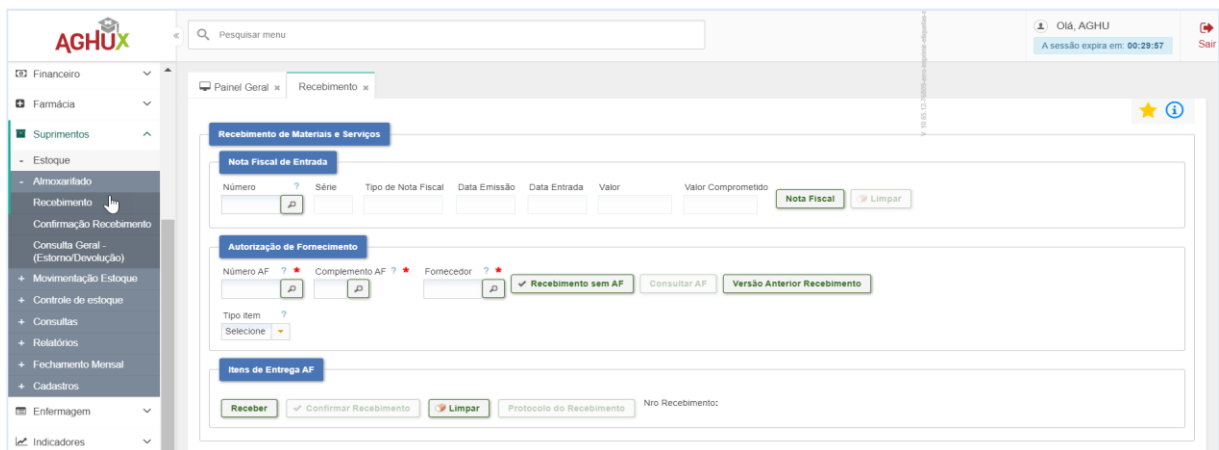 AGHUX
«
Pesquisar menu
Olá, AGHU
A sessão expira em: 00:29:57
Sair
Financeiro
Farmácia
Suprimentos
- Estoque
- Almoxarifado
Recebimento
Confirmação Recebimento
Consulta Geral -
(Estorno/Devolução)
+ Movimentação Estoque
+ Controle de estoque
+ Consultas
+ Relatórios
+ Fechamento Mensal
+ Cadastros
Enfermagem
Indicadores
Painel Geral × Recebimento ×
Recebimento de Materiais e Serviços
Nota Fiscal de Entrada
Número ? Série Tipo de Nota Fiscal Data Emissão Data Entrada Valor Valor Comprometido
Nota Fiscal Limpar
Autorização de Fornecimento
Número AF ? * Complemento AF ? * Fornecedor ? *
Recebimento sem AF Consultar AF Versão Anterior Recebimento
Tipo item ?
Selecione
Itens de Entrega AF
Receber Confirmar Recebimento Limpar Protocolo do Recebimento Nro Recebimento: